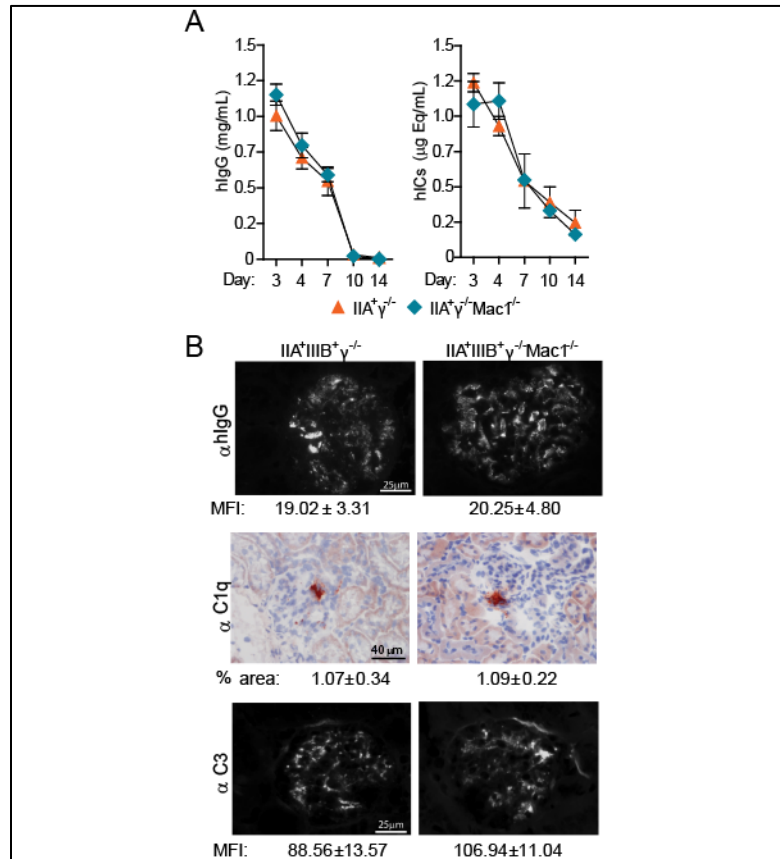 A
hIgG (mg/mL)
1.5
1.2
1.0
0.5
0.2
0
Day: 3 4 7 10 14
hICs (µg Eq/mL)
1.5
1.2
1.0
0.5
0.2
0
Day: 3 4 7 10 14
IIA⁺γ⁻/⁻ IIA⁺γ⁻/⁻Mac1⁻/⁻
B
IIA⁺IIIB⁺γ⁻/⁻ IIA⁺IIIB⁺γ⁻/⁻Mac1⁻/⁻
αhIgG
25µm
MFI: 19.02 ± 3.31 20.25±4.80
α C1q
40 µm
% area: 1.07±0.34 1.09±0.22
α C3
25µm
MFI: 88.56±13.57 106.94±11.04